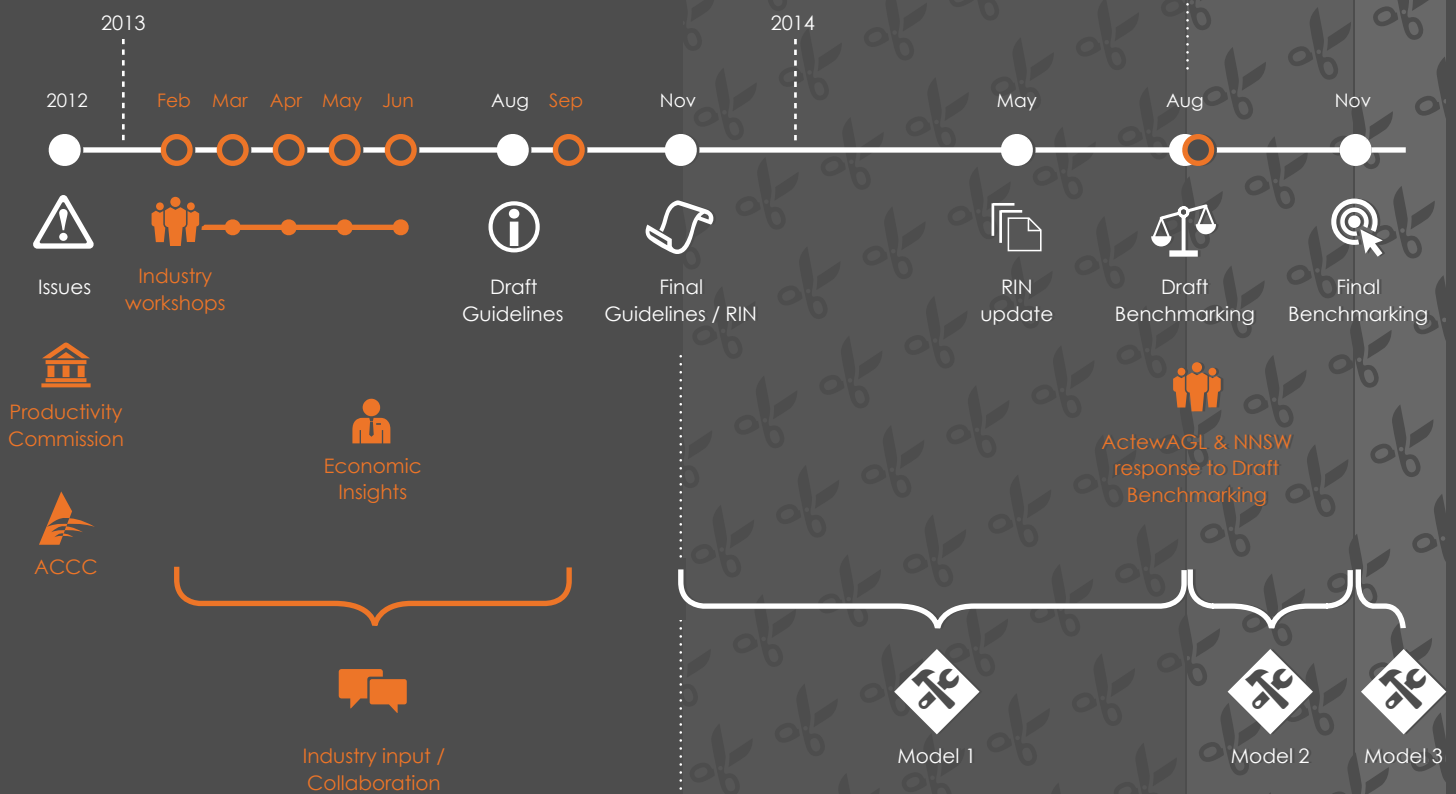 2013
2014
2012
Feb
Mar
Apr
May
Jun
Aug
Sep
Nov
May
Aug
Nov
Issues
Industry
workshops
Draft
Guidelines
Final
Guidelines / RIN
RIN
update
Draft
Benchmarking
Final
Benchmarking
Productivity
Commission
Economic
Insights
ActewAGL & NNSW
response to Draft
Benchmarking
ACCC
Industry input /
Collaboration
Model 1
Model 2
Model 3